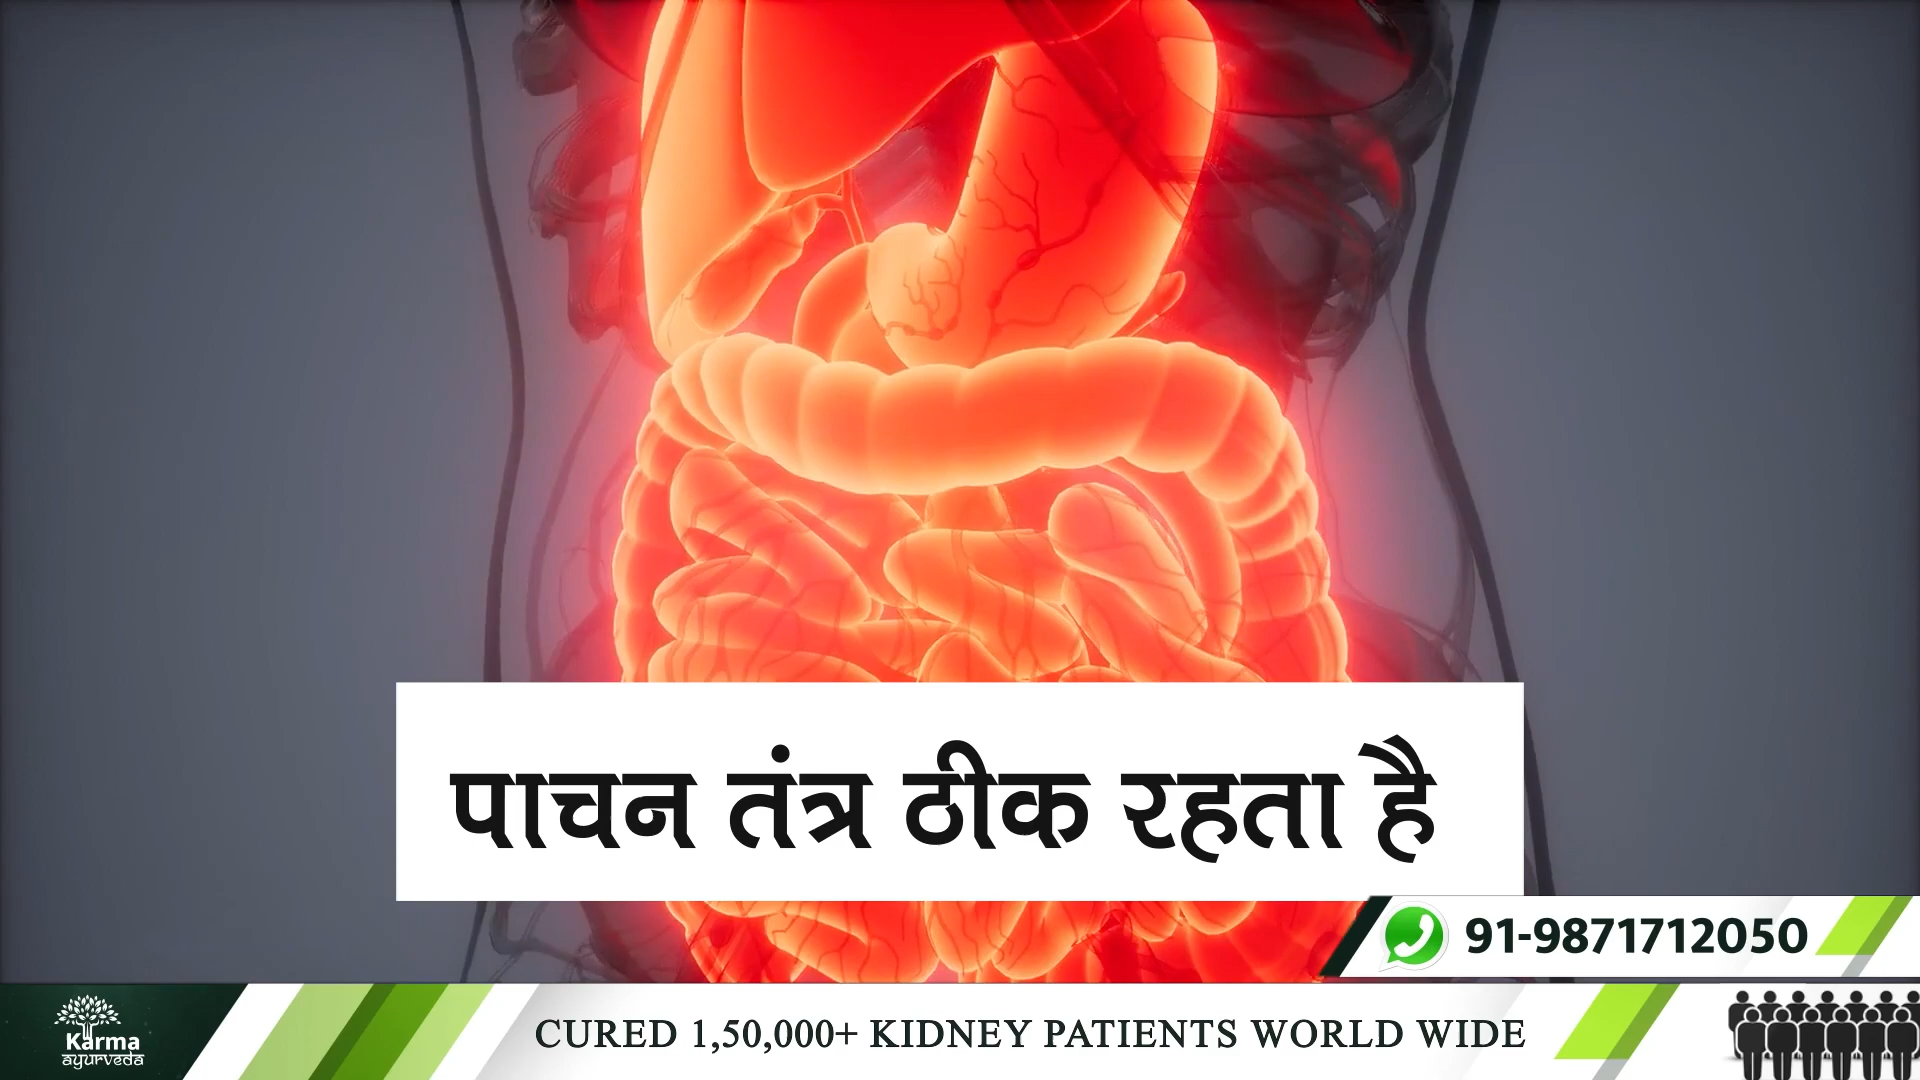 पाचन तंत्र ठीक रहता है
91-9871712050
Karma
ayurveda
CURED 1,50,000+ KIDNEY PATIENTS WORLD WIDE